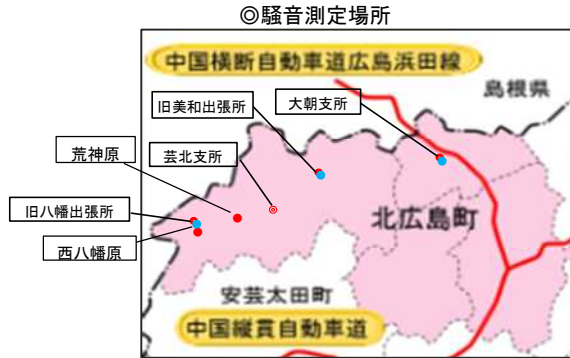 ◎騒音測定場所
中国横断自動車道広島浜田線
島根県
旧美和出張所
大朝支所
荒神原
芸北支所
旧八幡出張所
北広島町
西八幡原
安芸太田町
中国縦貫自動車道